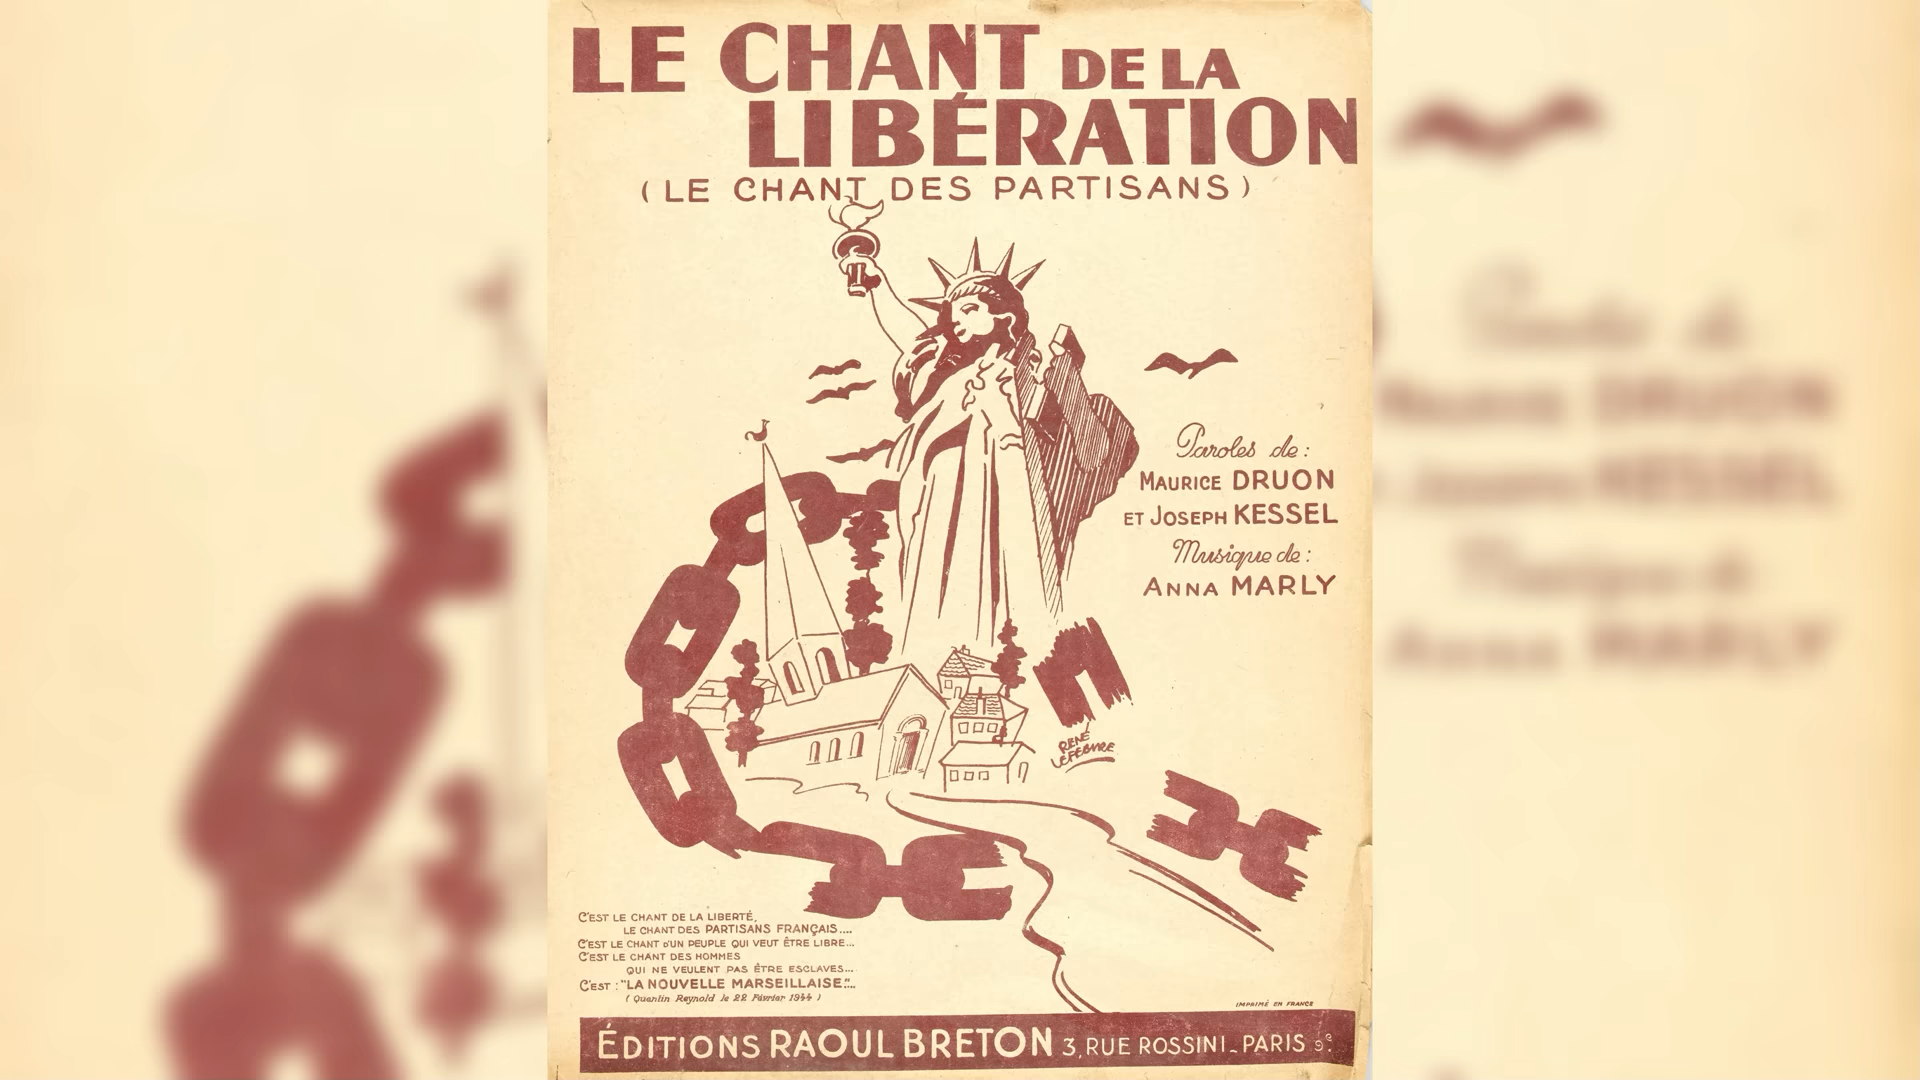 LE CHANT DE LA
LIBÉRATION
(LE CHANT DES PARTISANS)
Paroles de :
MAURICE DRUON
ET JOSEPH KESSEL
Musique de :
ANNA MARLY
RENÉ
LEFEBVRE
C'EST LE CHANT DE LA LIBERTÉ,
LE CHANT DES PARTISANS FRANÇAIS....
C'EST LE CHANT D'UN PEUPLE QUI VEUT ÊTRE LIBRE...
C'EST LE CHANT DES HOMMES
QUI NE VEULENT PAS ÊTRE ESCLAVES...
C'EST : "LA NOUVELLE MARSEILLAISE"...
(Quentin Reynold le 22 Février 1944)
IMPRIMÉ EN FRANCE
ÉDITIONS RAOUL BRETON 3, RUE ROSSINI - PARIS 9e.